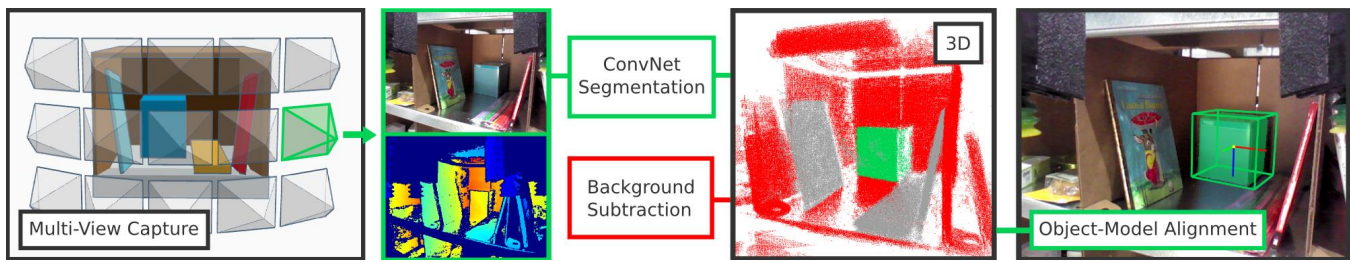 Multi-View Capture
ConvNet
Segmentation
Background
Subtraction
3D
Object-Model Alignment